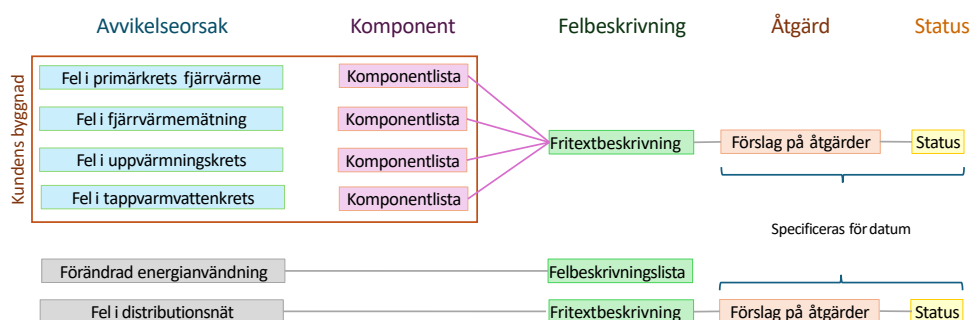 Avvikelseorsak Komponent Felbeskrivning Åtgärd Status
Kundens byggnad
Fel i primärkrets fjärrvärme Komponentlista
Fel i fjärrvärmemätning Komponentlista
Fritextbeskrivning Förslag på åtgärder Status
Fel i uppvärmningskrets Komponentlista
Fel i tappvarmvattenkrets Komponentlista
Specificeras för datum
Förändrad energianvändning Felbeskrivningslista
Fel i distributionsnät Fritextbeskrivning Förslag på åtgärder Status